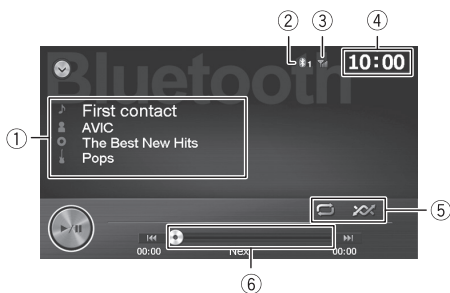 ② ③ ④
1
10:00
Bluetooth
① First contact
AVIC
The Best New Hits
Pops
⑤
00:00 Next 00:00
⑥